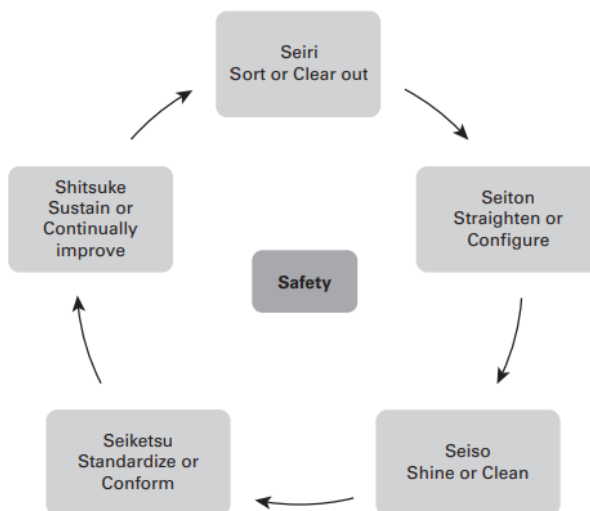 Seiri
Sort or Clear out
Seiton
Straighten or
Configure
Seiso
Shine or Clean
Seiketsu
Standardize or
Conform
Shitsuke
Sustain or
Continually
improve
Safety